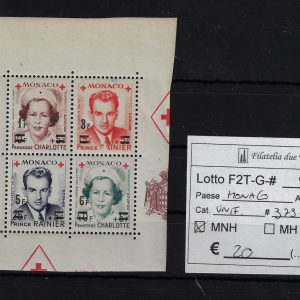 MONACO MONACO
1F 3F
PRINCESSE CHARLOTTE PRINCE RAINIER
MONACO MONACO
5F 6F
PRINCE RAINIER PRINCESSE CHARLOTTE
Filatelia due
Lotto F2T-G-#
Paese MONACO
Cat. UNIF # 323
MNH MH
€ 20 (